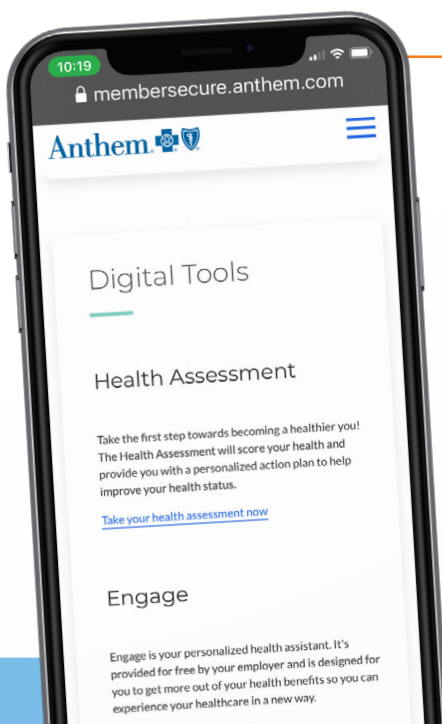 10:19
membersecure.anthem.com
Anthem
Digital Tools
Health Assessment
Take the first step towards becoming a healthier you!
The Health Assessment will score your health and
provide you with a personalized action plan to help
improve your health status.
Take your health assessment now
Engage
Engage is your personalized health assistant. It's
provided for free by your employer and is designed for
you to get more out of your health benefits so you can
experience your healthcare in a new way.